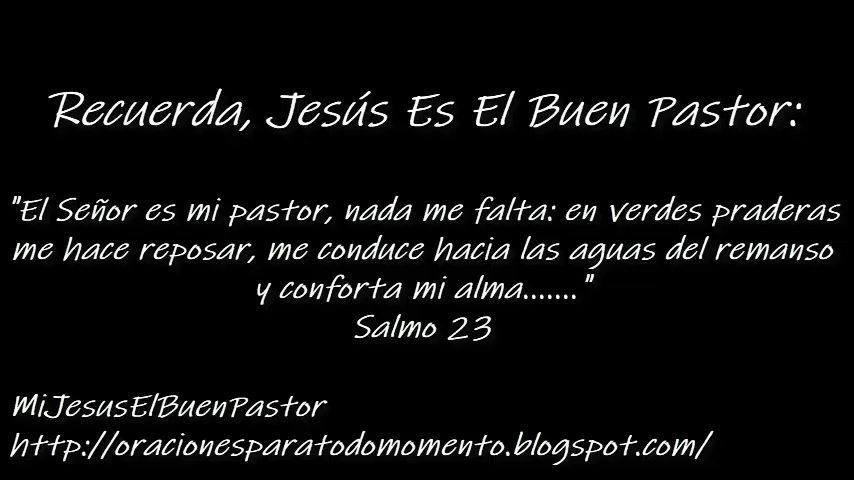 Recuerda, Jesús Es El Buen Pastor:
"El Señor es mi pastor, nada me falta: en verdes praderas
me hace reposar, me conduce hacia las aguas del remanso
y conforta mi alma....... "
Salmo 23
MiJesusElBuenPastor
http://oracionesparatodomomento.blogspot.com/